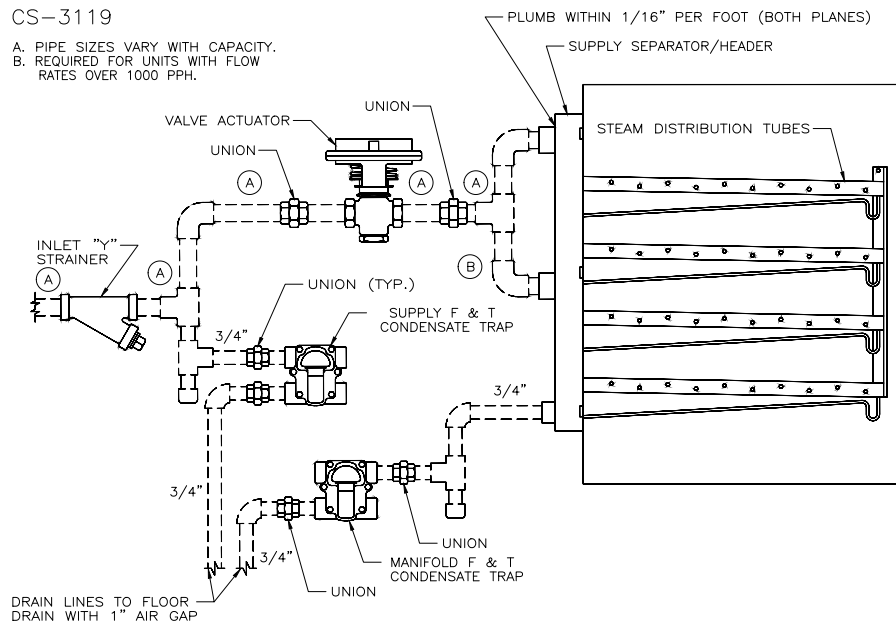 CS-3119
A. PIPE SIZES VARY WITH CAPACITY.
B. REQUIRED FOR UNITS WITH FLOW
RATES OVER 1000 PPH.
PLUMB WITHIN 1/16" PER FOOT (BOTH PLANES)
SUPPLY SEPARATOR/HEADER
UNION
VALVE ACTUATOR
STEAM DISTRIBUTION TUBES
UNION
A
A
A
INLET "Y"
STRAINER
A
A
B
UNION (TYP.)
SUPPLY F & T
CONDENSATE TRAP
3/4"
3/4"
3/4"
3/4"
UNION
MANIFOLD F & T
CONDENSATE TRAP
UNION
DRAIN LINES TO FLOOR
DRAIN WITH 1" AIR GAP